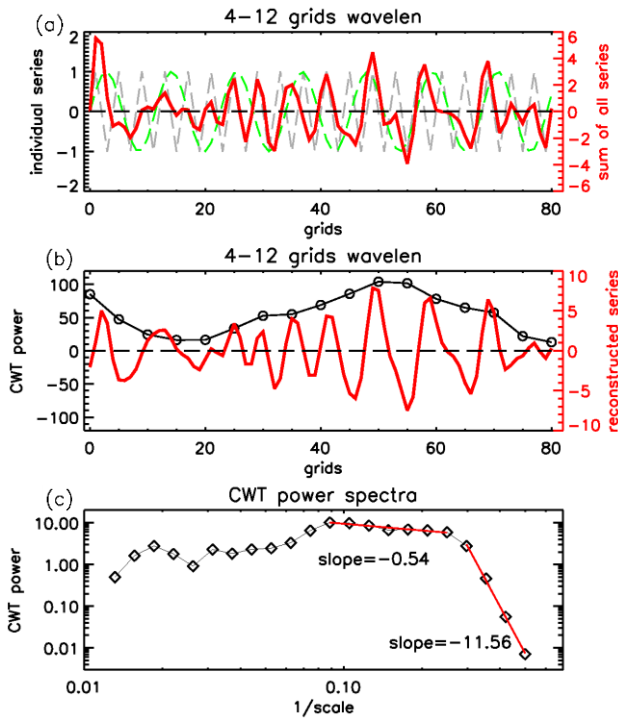 (a)
4-12 grids wavelen
individual series
2
1
0
-1
-2
6
4
2
0
-2
-4
-6
sum of all series
0
20
40
60
80
grids
(b)
4-12 grids wavelen
CWT power
100
50
0
-50
-100
10
5
0
-5
-10
reconstructed series
0
20
40
60
80
grids
(c)
CWT power spectra
CWT power
10.00
1.00
0.10
0.01
slope=-0.54
slope=-11.56
0.01
0.10
1/scale